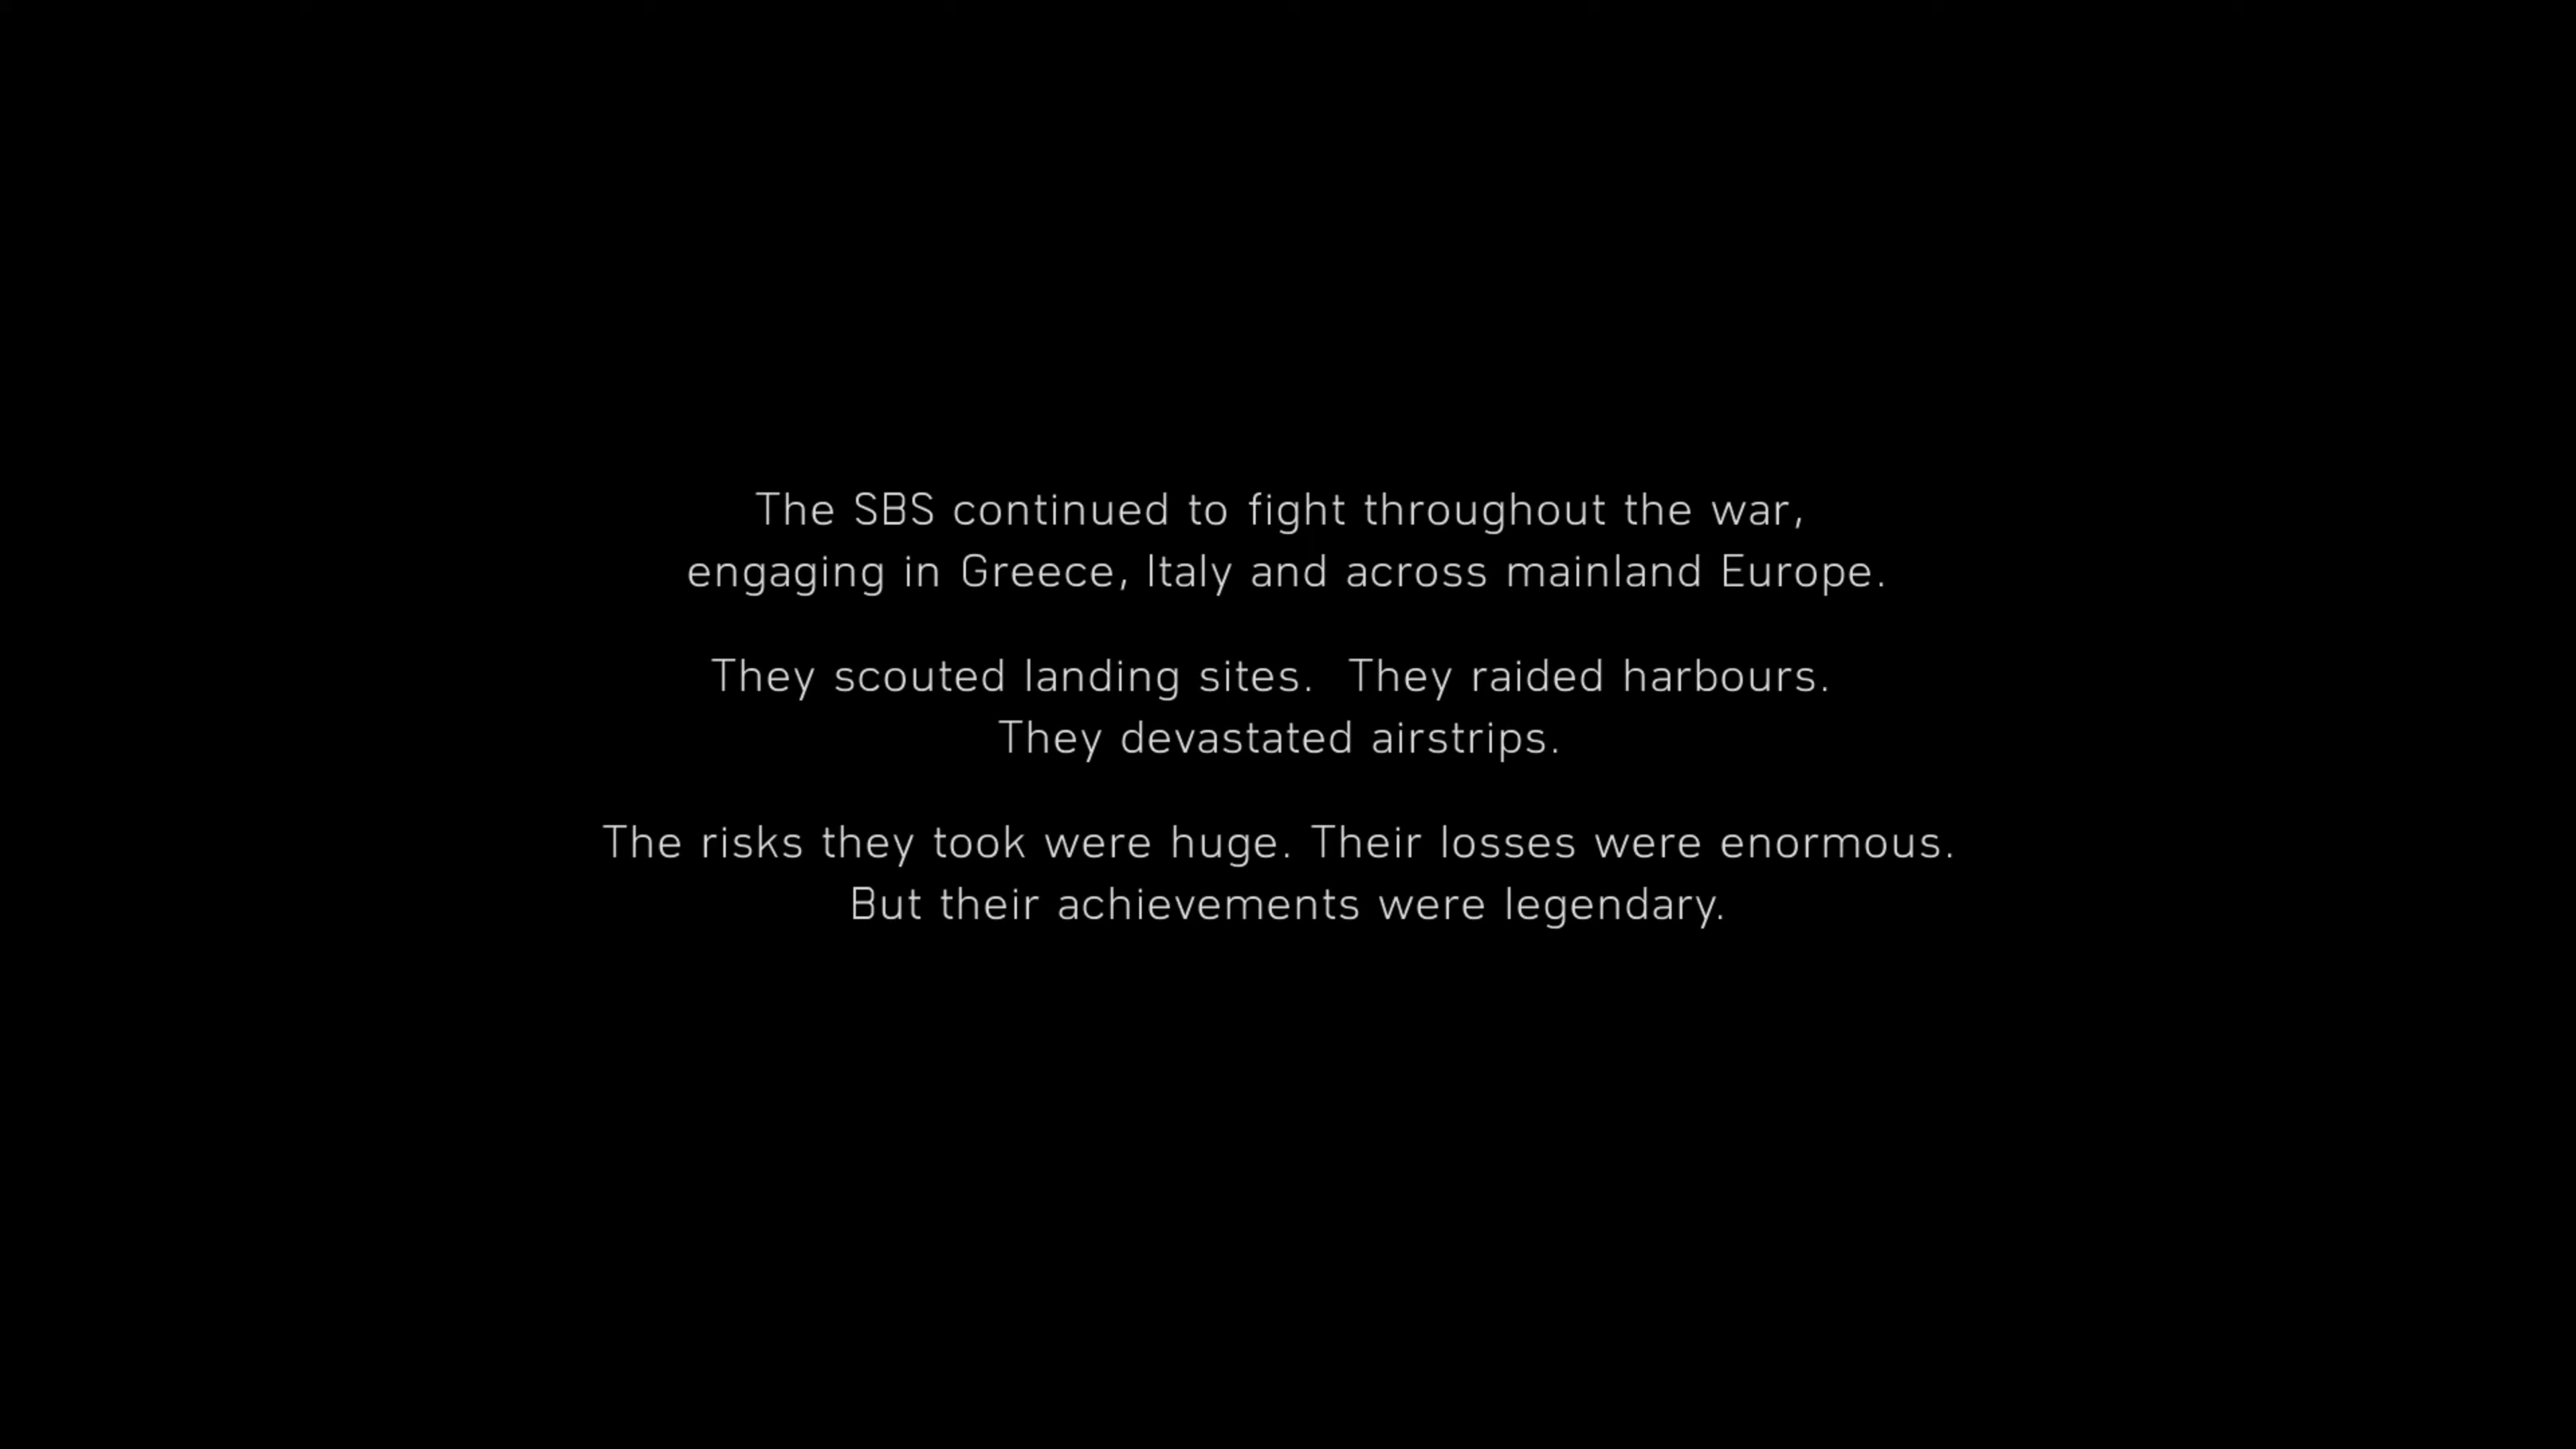 The SBS continued to fight throughout the war,
engaging in Greece, Italy and across mainland Europe.
They scouted landing sites.  They raided harbours.
They devastated airstrips.
The risks they took were huge. Their losses were enormous.
But their achievements were legendary.